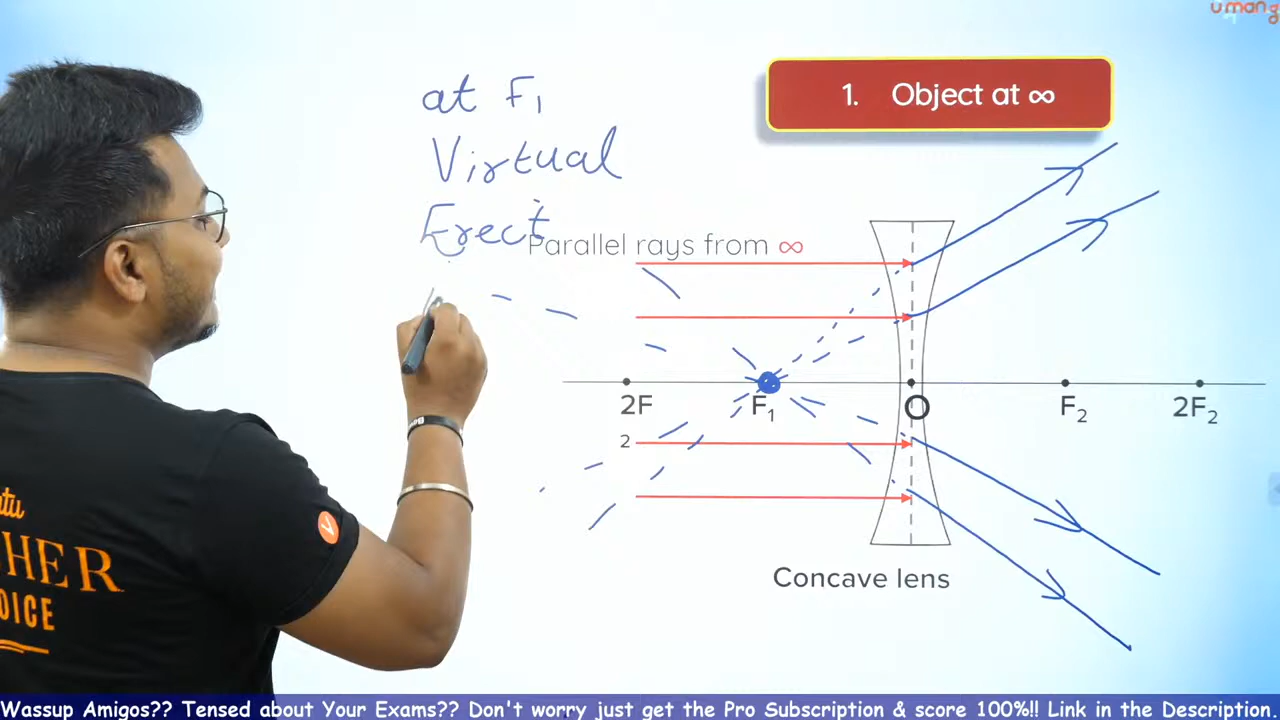 uman
1. Object at ∞
at F1
Virtual
Erect
Parallel rays from ∞
2F
F1
O
F2
2F2
2
Concave lens
HER
OICE
V
Wassup Amigos?? Tensed about Your Exams?? Don't worry just get the Pro Subscription & score 100%!! Link in the Description.